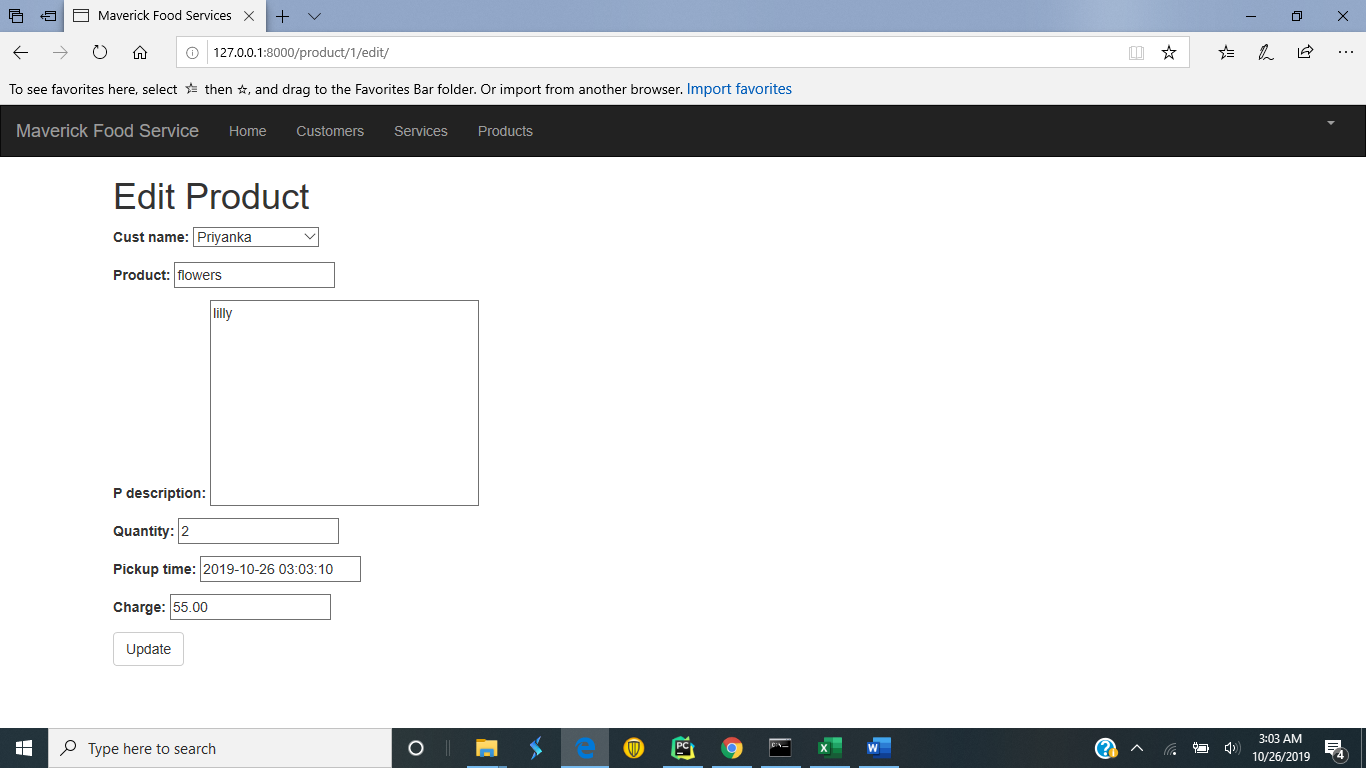 Maverick Food Services
127.0.0.1:8000/product/1/edit/
To see favorites here, select then , and drag to the Favorites Bar folder. Or import from another browser. Import favorites
Maverick Food Service Home Customers Services Products
Edit Product
Cust name: Priyanka
Product: flowers
lilly
P description:
Quantity: 2
Pickup time: 2019-10-26 03:03:10
Charge: 55.00
Update
Type here to search
PC
3:03 AM
10/26/2019
4